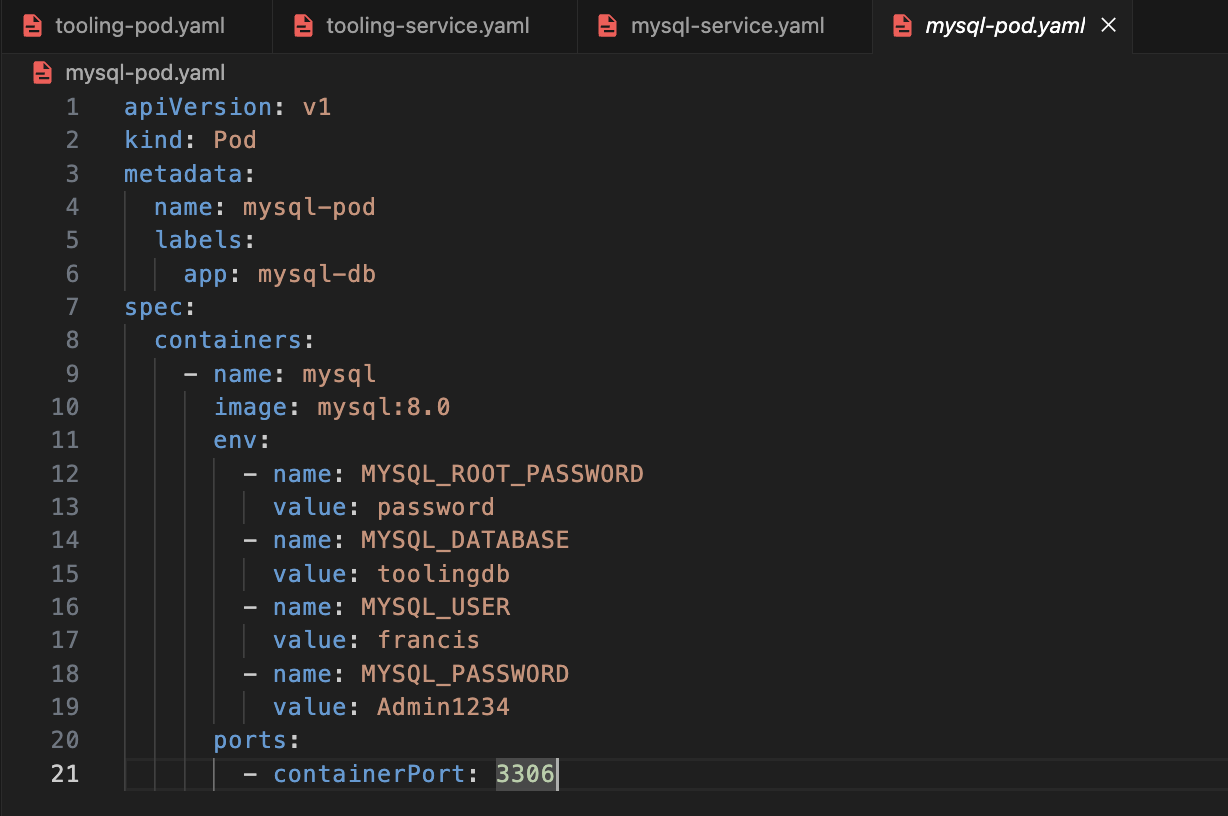 tooling-pod.yaml tooling-service.yaml mysql-service.yaml mysql-pod.yaml
mysql-pod.yaml
1 apiVersion: v1
2 kind: Pod
3 metadata:
4   name: mysql-pod
5   labels:
6     app: mysql-db
7 spec:
8   containers:
9     - name: mysql
10       image: mysql:8.0
11       env:
12         - name: MYSQL_ROOT_PASSWORD
13           value: password
14         - name: MYSQL_DATABASE
15           value: toolingdb
16         - name: MYSQL_USER
17           value: francis
18         - name: MYSQL_PASSWORD
19           value: Admin1234
20       ports:
21         - containerPort: 3306